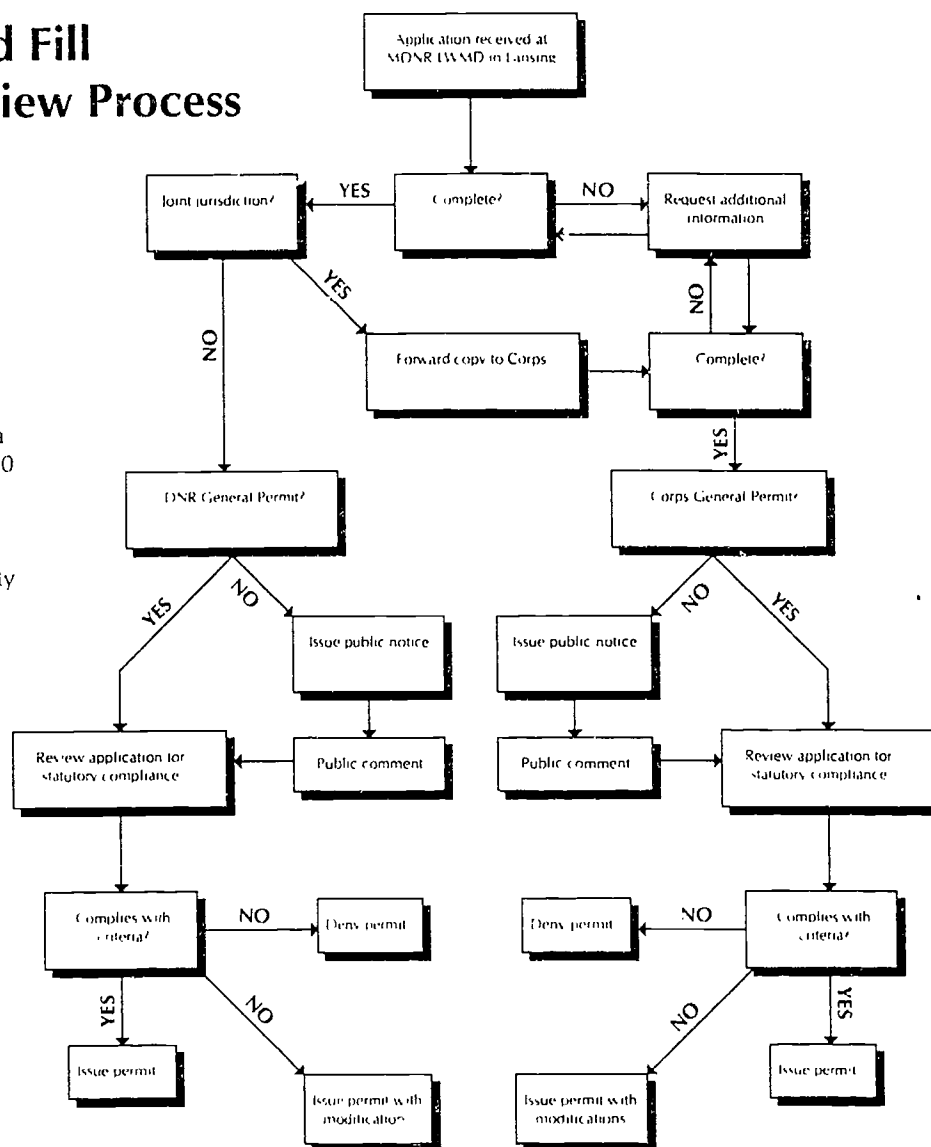 d Fill
iew Process
Application received at
MDNR LWMD in Lansing
Joint jurisdiction?
YES
Complete?
NO
Request additional
information
YES
NO
NO
Forward copy to Corps
Complete?
YES
a
0
DNR General Permit?
Corps General Permit?
YES
NO
NO
YES
Issue public notice
Issue public notice
Review application for
statutory compliance
Public comment
Public comment
Review application for
statutory compliance
Complies with
criteria?
NO
Deny permit
Deny permit
NO
Complies with
criteria?
YES
NO
NO
YES
Issue permit
Issue permit with
modification
Issue permit with
modifications
Issue permit